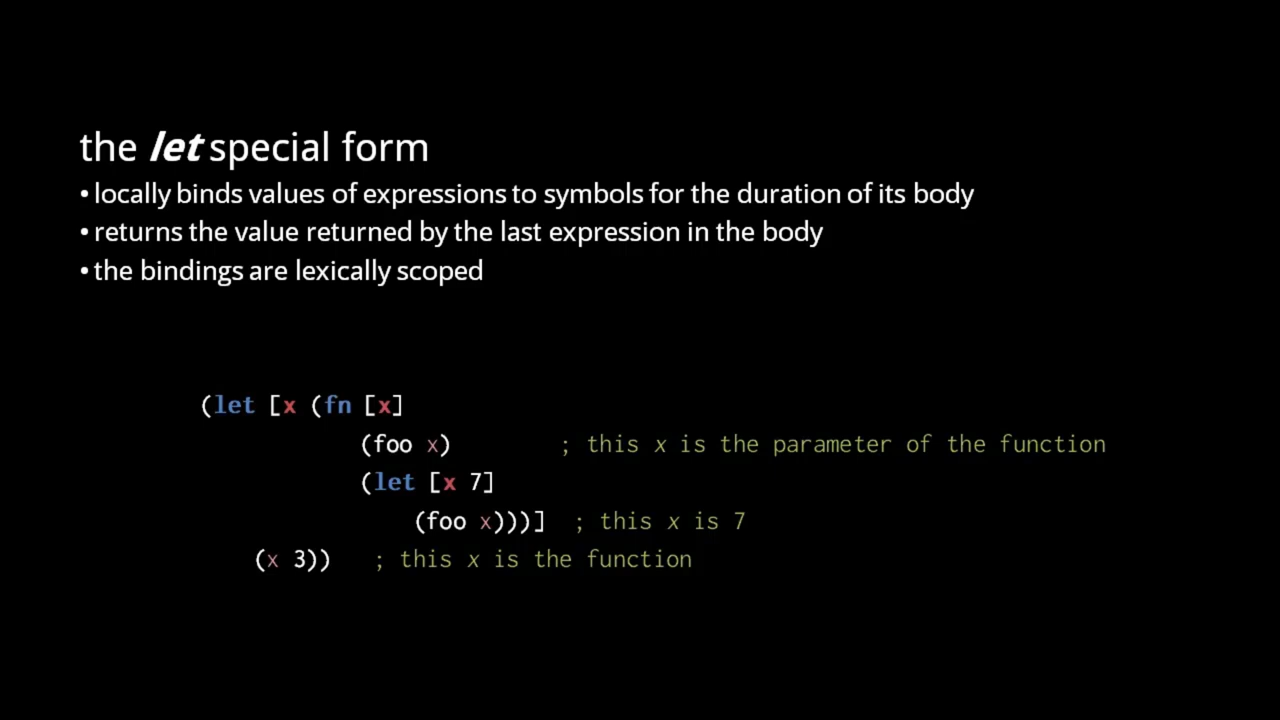 the let special form
• locally binds values of expressions to symbols for the duration of its body
• returns the value returned by the last expression in the body
• the bindings are lexically scoped
(let [x (fn [x]
(foo x) ; this x is the parameter of the function
(let [x 7]
(foo x)))] ; this x is 7
(x 3)) ; this x is the function